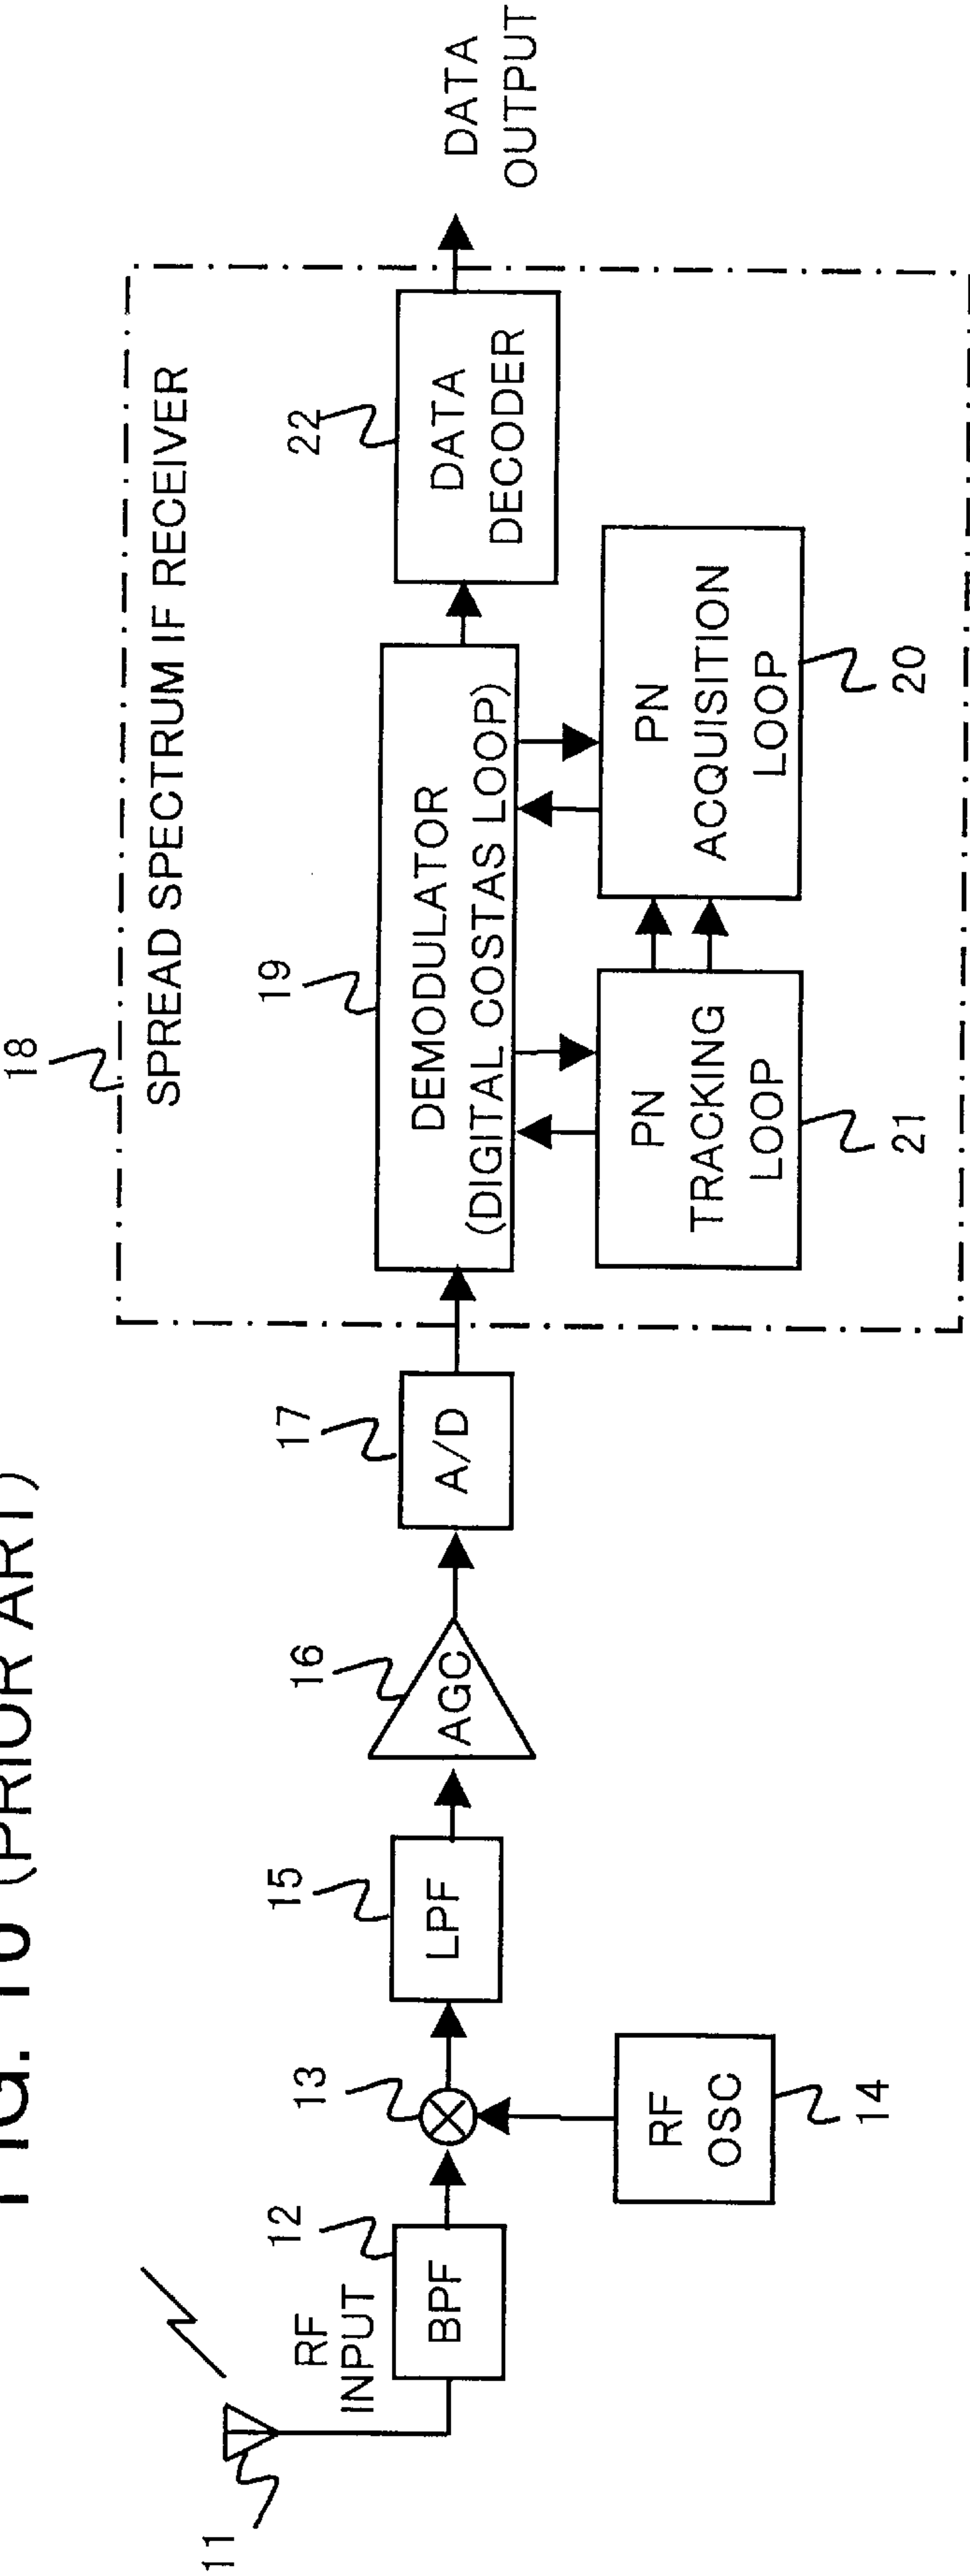 (PRIOR ART)
18
SPREAD SPECTRUM IF RECEIVER
11
RF
INPUT
12
BPF
13
14
RF
OSC
15
LPF
16
AGC
17
A/D
19
DEMODULATOR
(DIGITAL COSTAS LOOP)
21
PN
TRACKING
LOOP
20
PN
ACQUISITION
LOOP
22
DATA
DECODER
DATA
OUTPUT